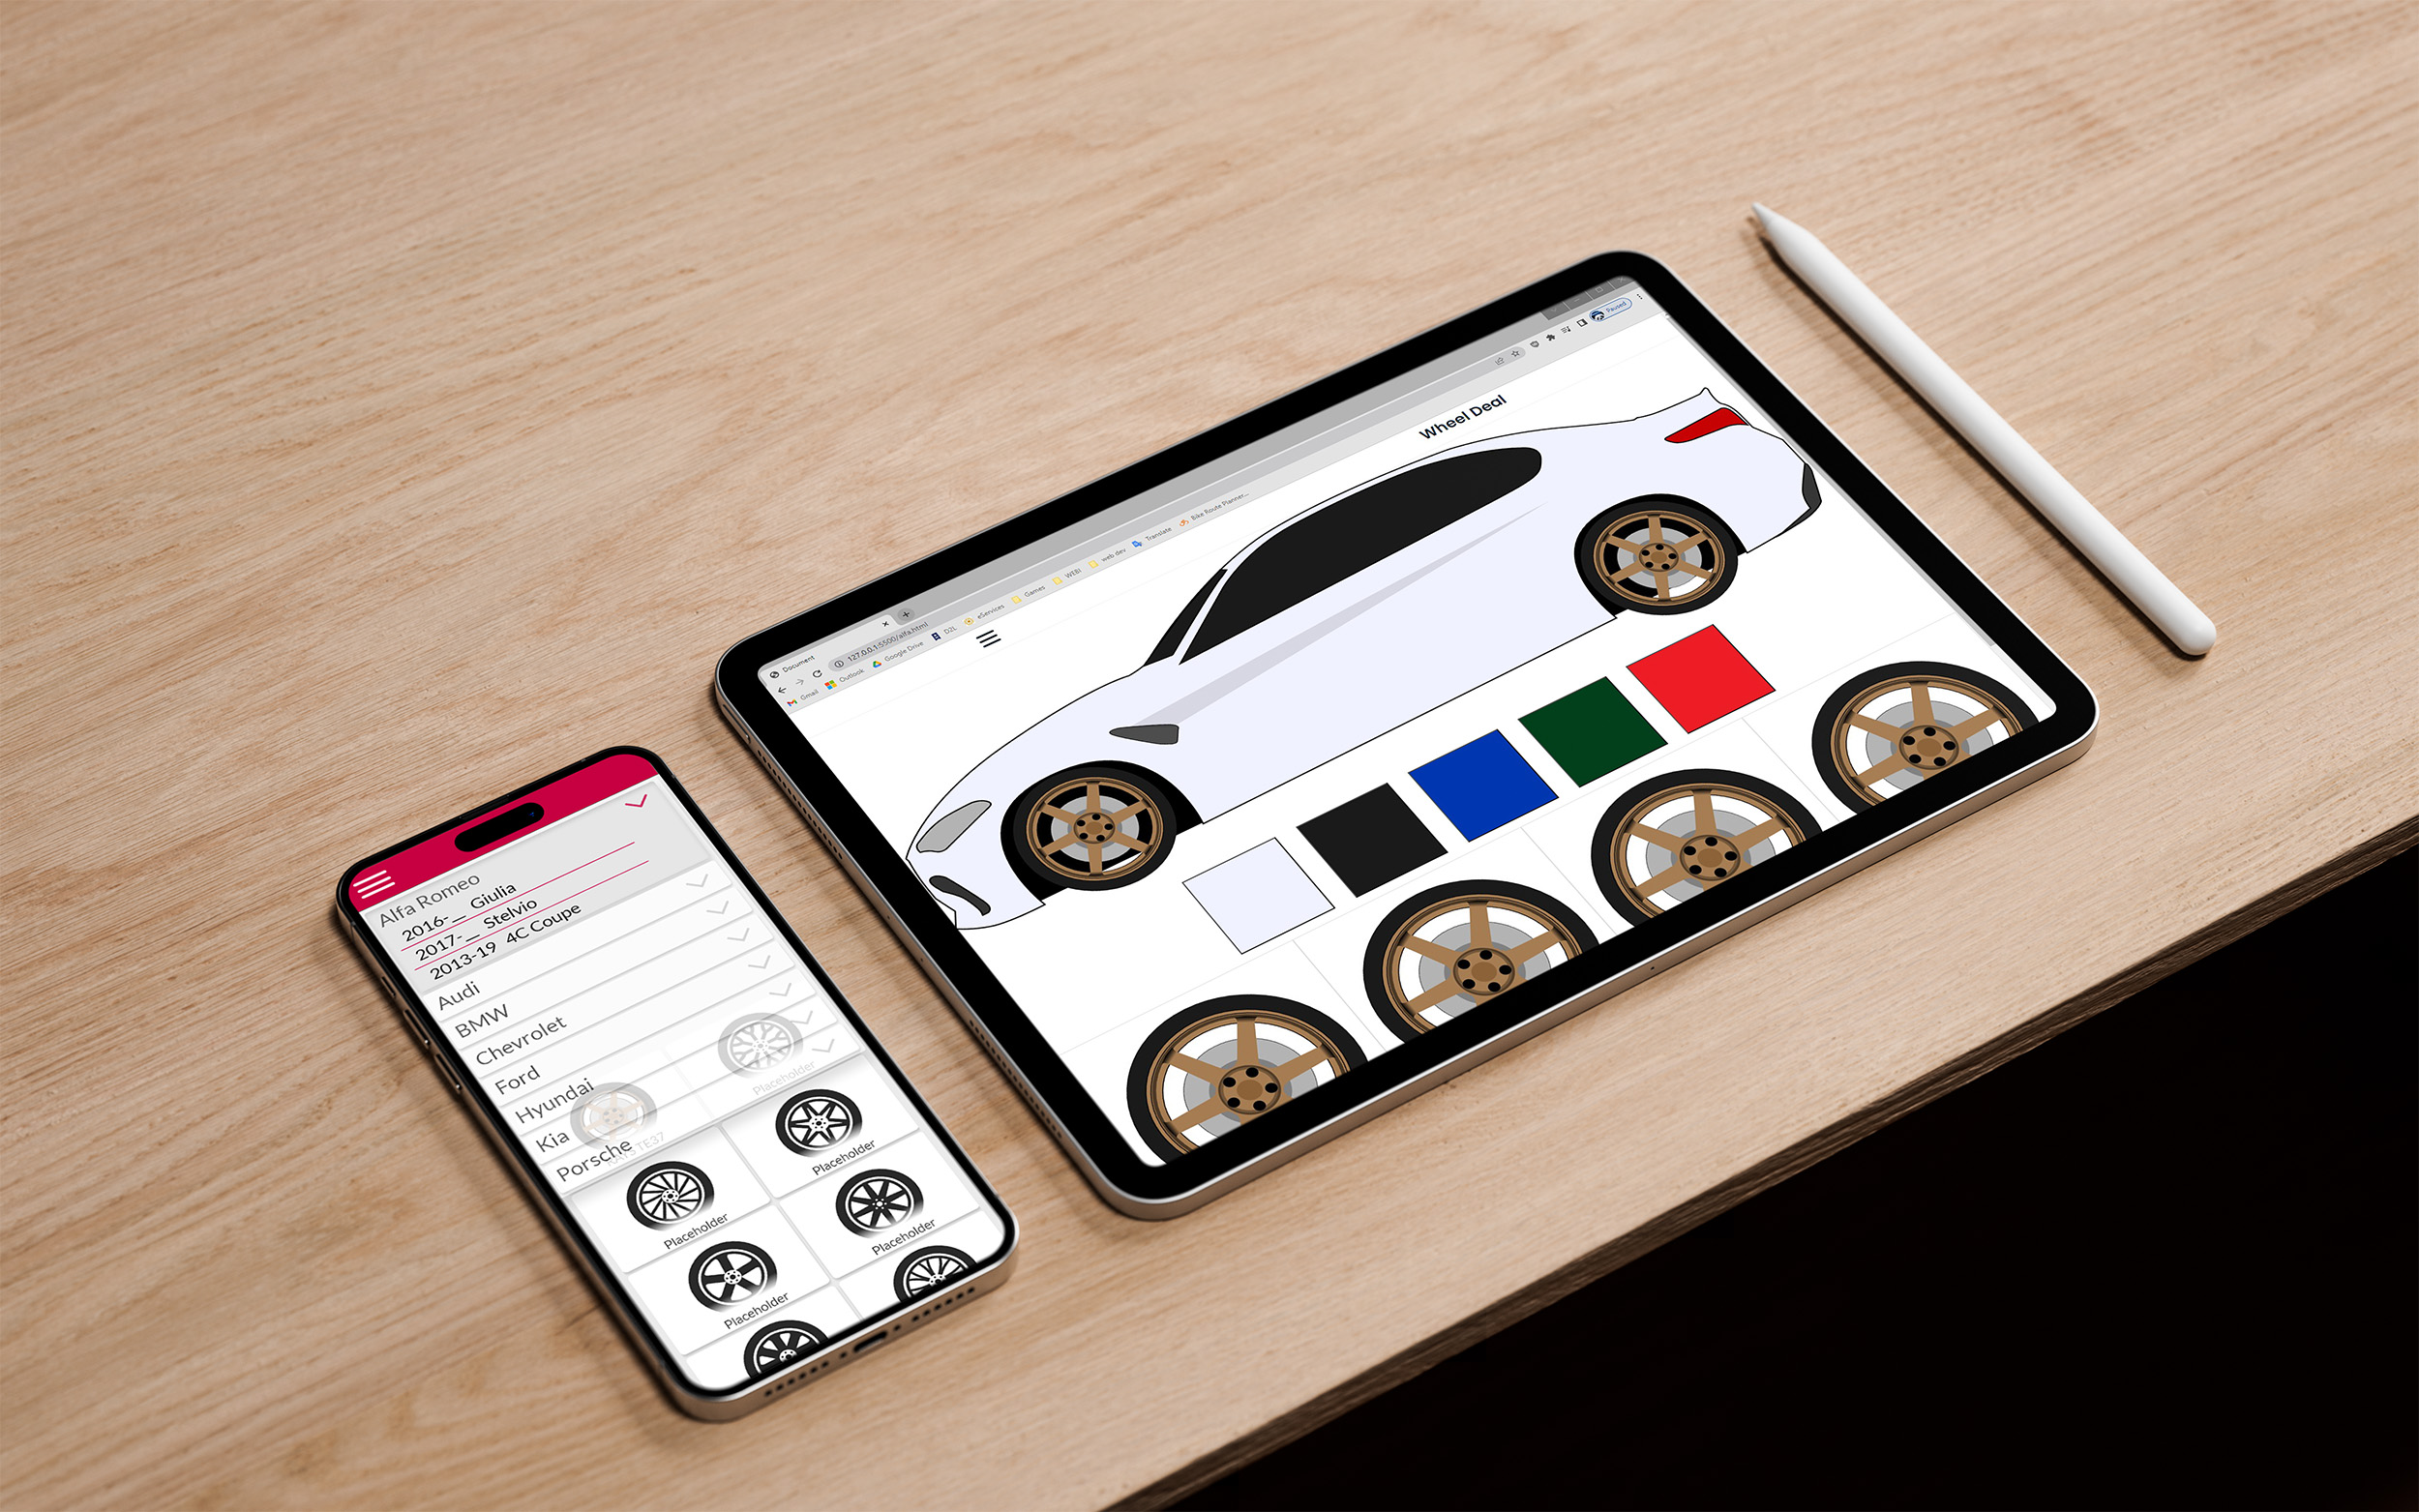 Alfa Romeo
2016-_ Giulia
2017-_ Stelvio
2013-19 4C Coupe
Audi
BMW
Chevrolet
Ford
Hyundai
Kia
Porsche
Placeholder
TE37
Placeholder
Placeholder
Placeholder
Placeholder
Document
127.0.0.1:5500/alfa.html
Paused
Gmail
Outlook
Google Drive
D2L
eServices
Games
WEBI
web dev
Translate
Bike Route Planner...
Wheel Deal